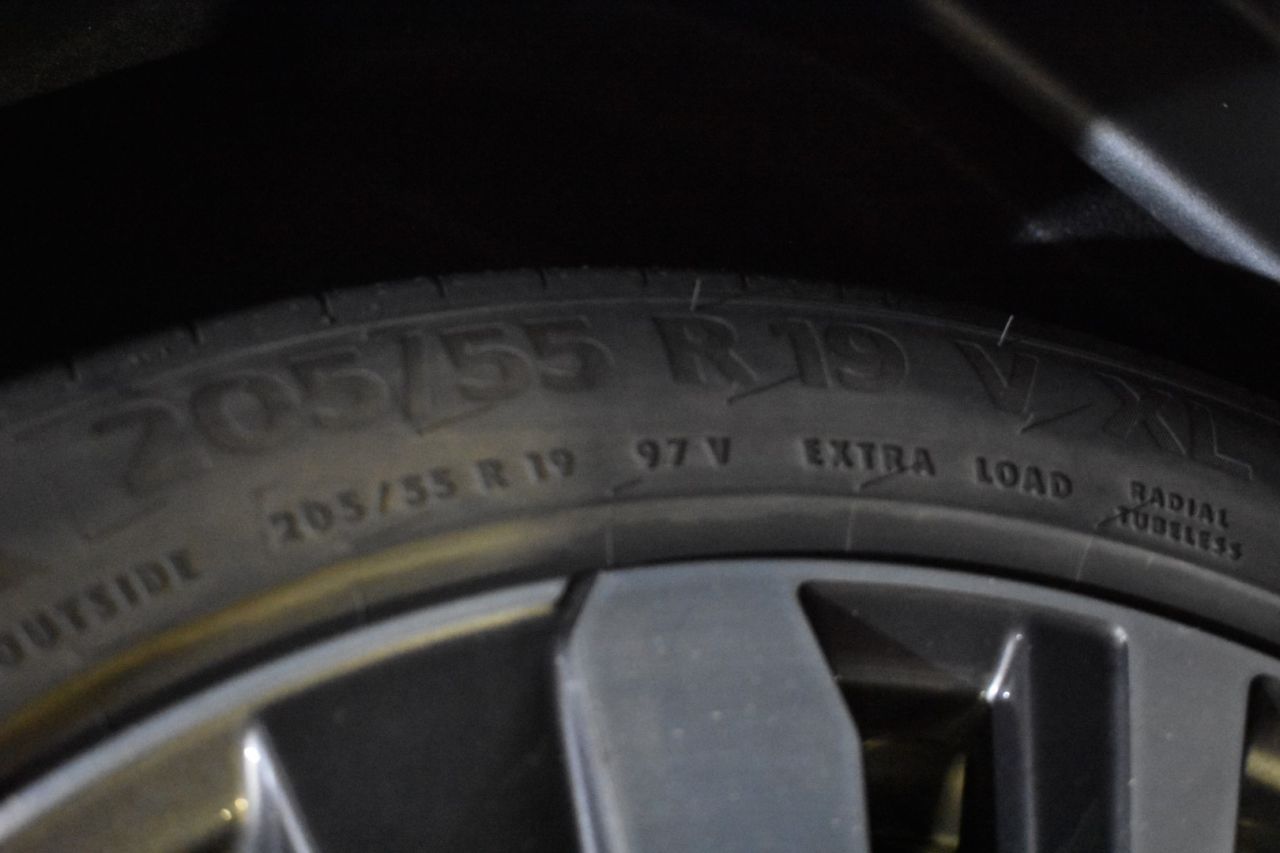 205/55 R 19 V XL
OUTSIDE 205/55 R 19 97 V EXTRA LOAD RADIAL
TUBELESS